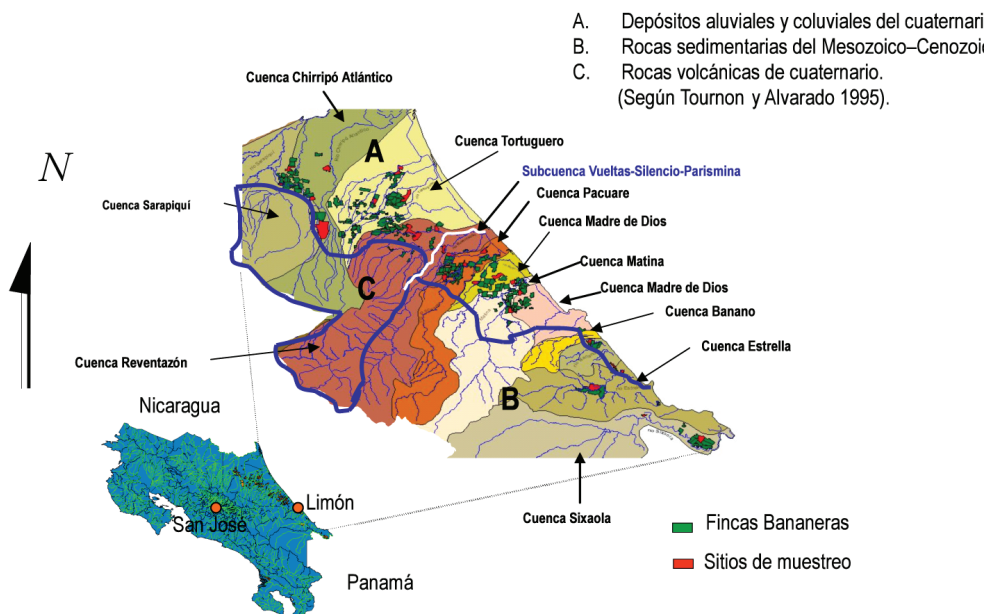 A. Depósitos aluviales y coluviales del cuaternari
B. Rocas sedimentarias del Mesozoico–Cenozoi
C. Rocas volcánicas de cuaternario.
(Según Tournon y Alvarado 1995).
Cuenca Chirripó Atlántico
Cuenca Tortuguero
A
N
Subcuenca Vueltas-Silencio-Parismina
Cuenca Pacuare
Cuenca Sarapiquí
Cuenca Madre de Dios
Cuenca Matina
C
Cuenca Madre de Dios
Cuenca Banano
Cuenca Reventazón
Cuenca Estrella
B
Nicaragua
Limón
San José
Cuenca Sixaola
Fincas Bananeras
Sitios de muestreo
Panamá